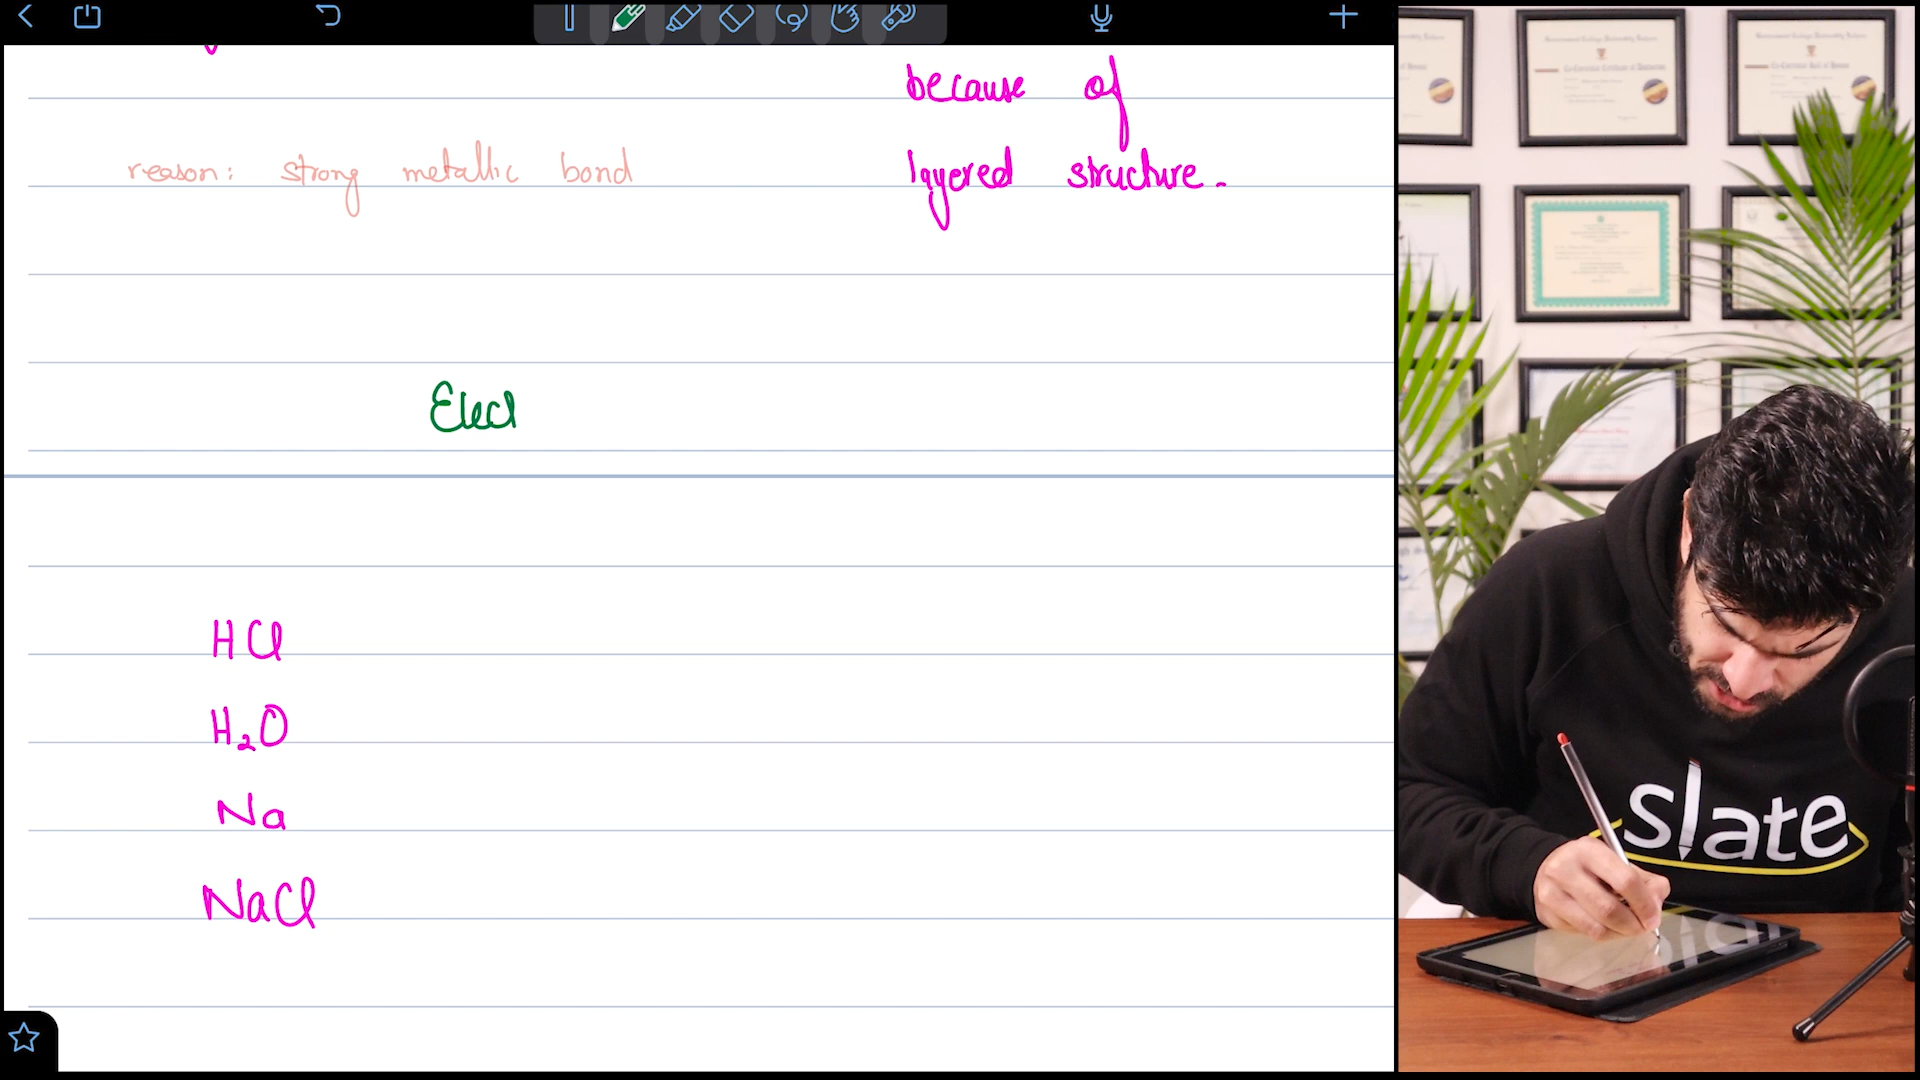 because of
reason: strong metallic bond
layered structure.
Elect
HCl
H₂O
Na
NaCl
slate